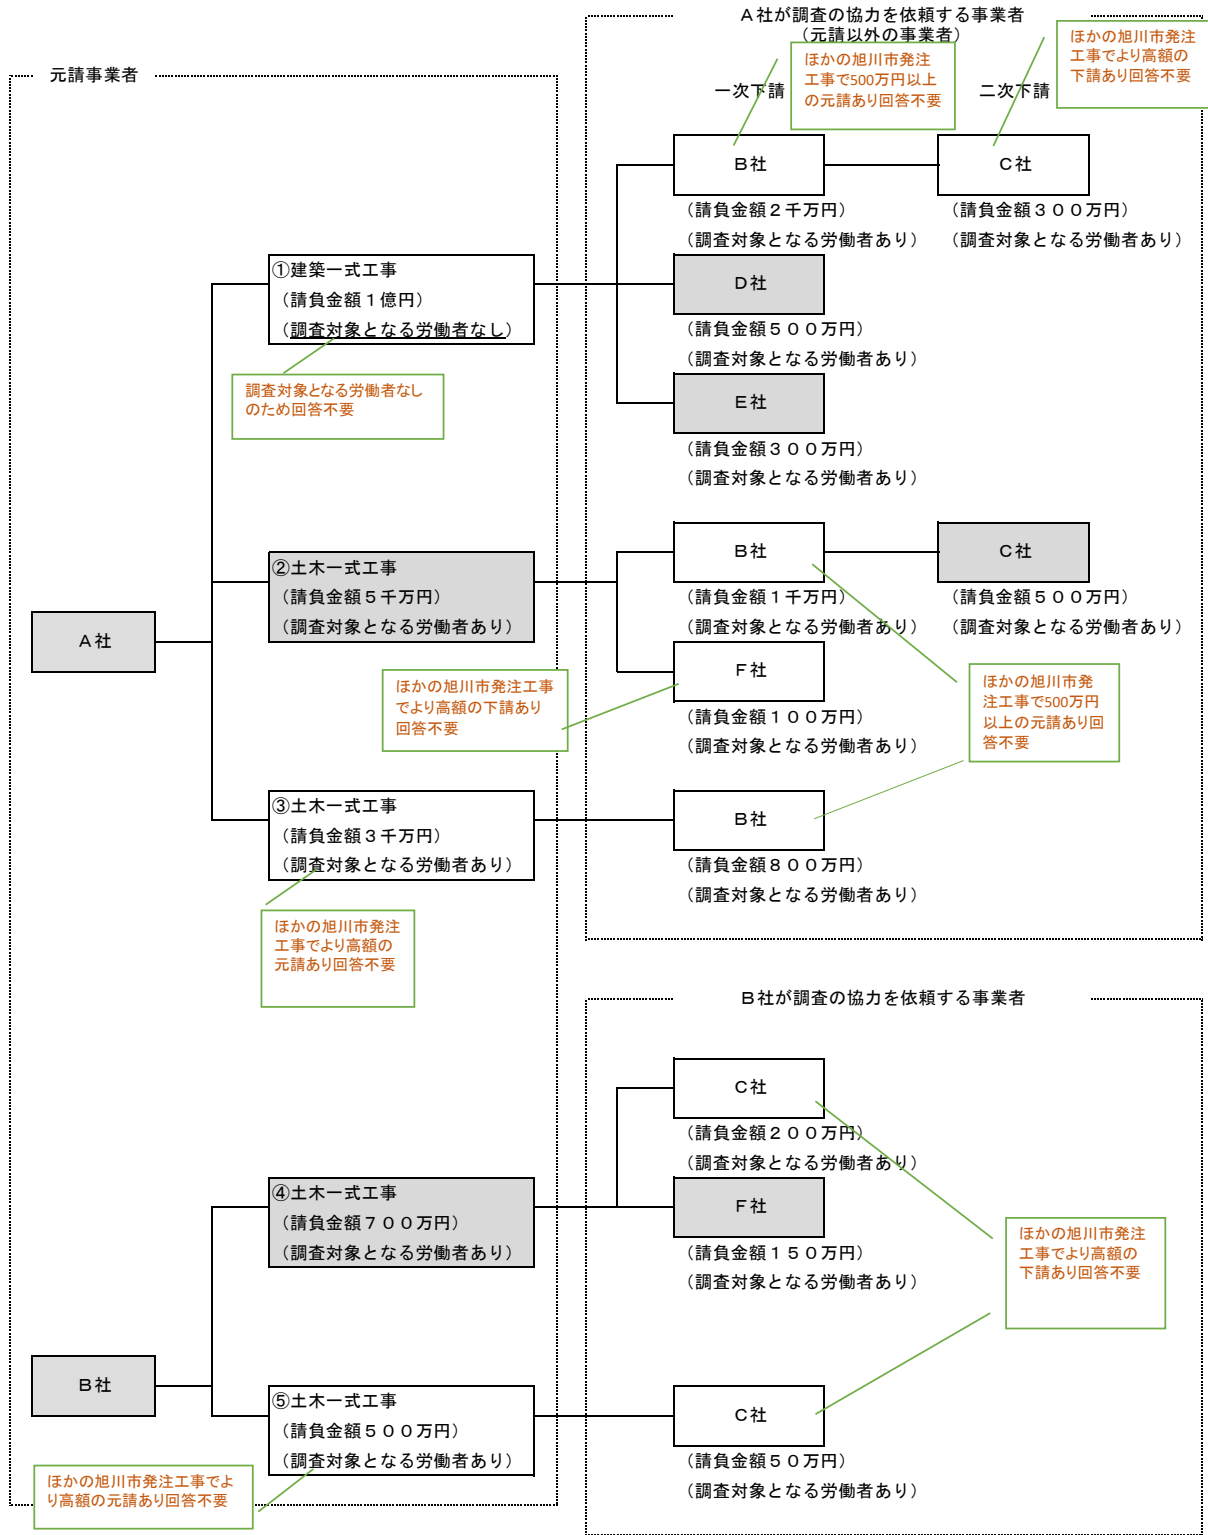 Ａ社が調査の協力を依頼する事業者
（元請以外の事業者）
元請事業者
一次下請
二次下請
ほかの旭川市発注
工事で500万円以上
の元請あり回答不要
ほかの旭川市発注
工事でより高額の
下請あり回答不要
Ｂ社
（請負金額２千万円）
（調査対象となる労働者あり）
Ｃ社
（請負金額３００万円）
（調査対象となる労働者あり）
①建築一式工事
（請負金額１億円）
（調査対象となる労働者なし）
調査対象となる労働者なし
のため回答不要
Ｄ社
（請負金額５００万円）
（調査対象となる労働者あり）
Ｅ社
（請負金額３００万円）
（調査対象となる労働者あり）
Ａ社
②土木一式工事
（請負金額５千万円）
（調査対象となる労働者あり）
Ｂ社
（請負金額１千万円）
（調査対象となる労働者あり）
Ｃ社
（請負金額５００万円）
（調査対象となる労働者あり）
ほかの旭川市発注工事
でより高額の下請あり
回答不要
Ｆ社
（請負金額１００万円）
（調査対象となる労働者あり）
ほかの旭川市発
注工事で500万円
以上の元請あり回
答不要
③土木一式工事
（請負金額３千万円）
（調査対象となる労働者あり）
ほかの旭川市発注
工事でより高額の
元請あり回答不要
Ｂ社
（請負金額８００万円）
（調査対象となる労働者あり）
Ｂ社が調査の協力を依頼する事業者
Ｃ社
（請負金額２００万円）
（調査対象となる労働者あり）
④土木一式工事
（請負金額７００万円）
（調査対象となる労働者あり）
Ｆ社
（請負金額１５０万円）
（調査対象となる労働者あり）
ほかの旭川市発注
工事でより高額の
下請あり回答不要
Ｂ社
⑤土木一式工事
（請負金額５００万円）
（調査対象となる労働者あり）
ほかの旭川市発注工事でよ
り高額の元請あり回答不要
Ｃ社
（請負金額５０万円）
（調査対象となる労働者あり）